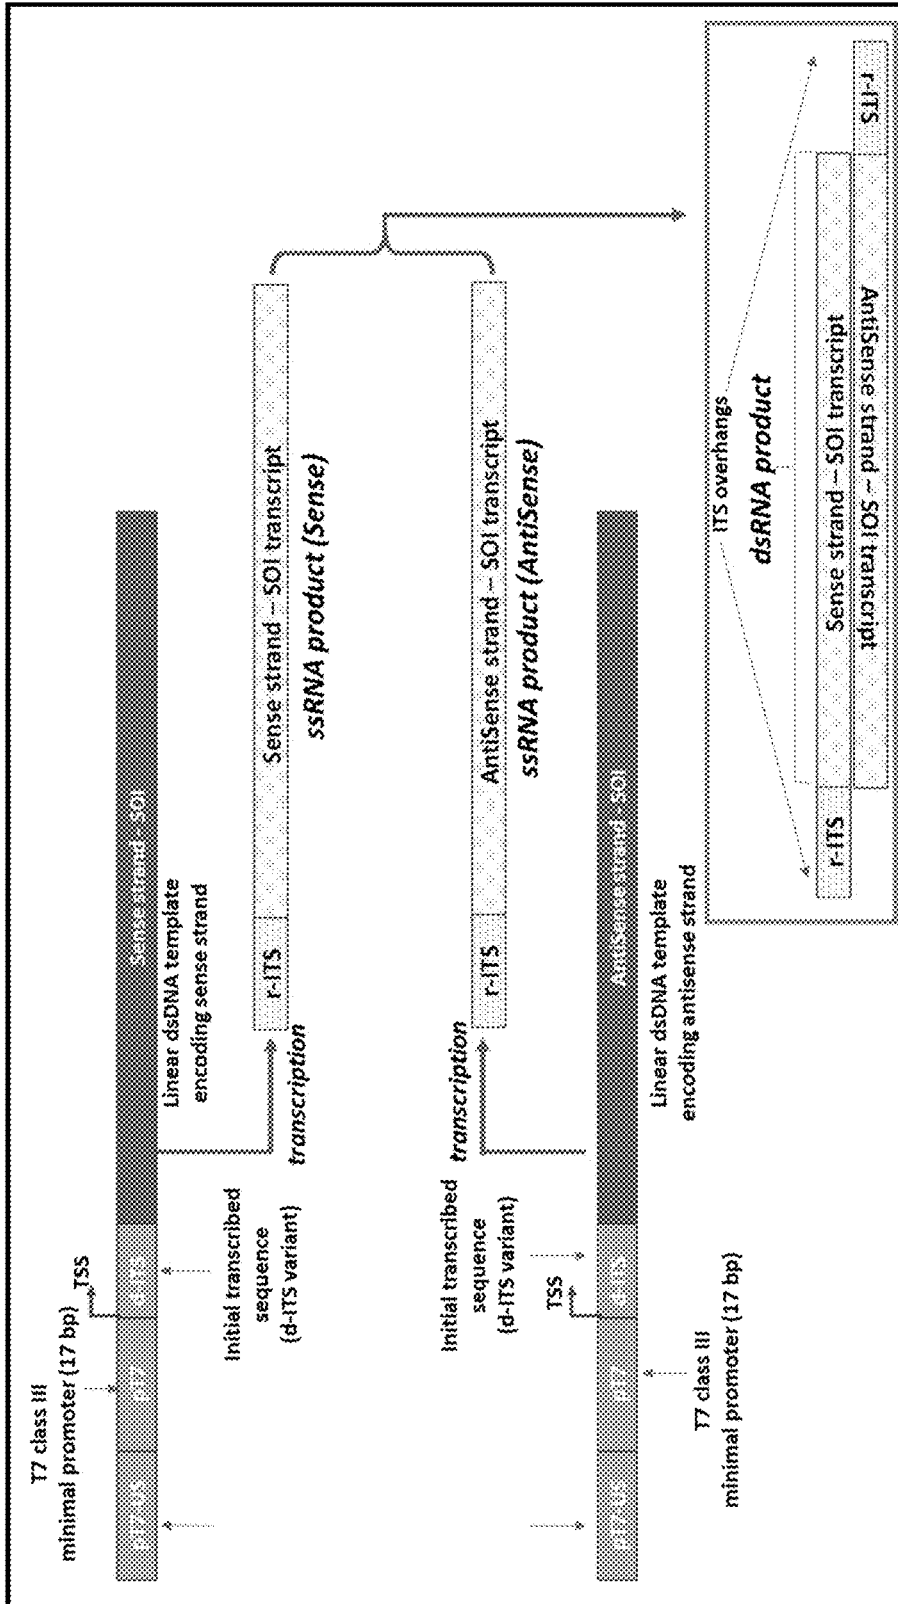 T7 class III
minimal promoter (17 bp)
TSS
Sense strand - SOI
Initial transcribed
sequence
(d-ITS variant)
Linear dsDNA template
encoding sense strand
transcription
r-ITS
Sense strand – SOI transcript
ssRNA product (Sense)
r-ITS
AntiSense strand – SOI transcript
ssRNA product (AntiSense)
transcription
Initial transcribed
sequence
(d-ITS variant)
TSS
AntiSense strand - SOI
T7 class III
minimal promoter (17 bp)
Linear dsDNA template
encoding antisense strand
ITS overhangs
dsRNA product
r-ITS
Sense strand – SOI transcript
AntiSense strand – SOI transcript
r-ITS